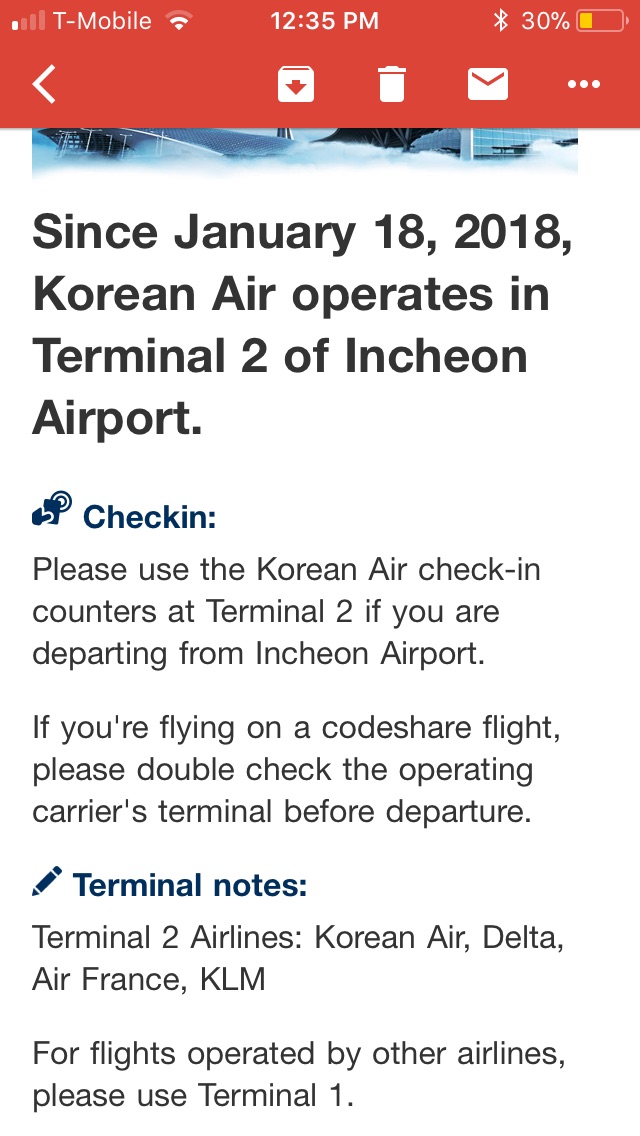 T-Mobile 12:35 PM 30%
Since January 18, 2018,
Korean Air operates in
Terminal 2 of Incheon
Airport.
Checkin:
Please use the Korean Air check-in
counters at Terminal 2 if you are
departing from Incheon Airport.
If you're flying on a codeshare flight,
please double check the operating
carrier's terminal before departure.
Terminal notes:
Terminal 2 Airlines: Korean Air, Delta,
Air France, KLM
For flights operated by other airlines,
please use Terminal 1.